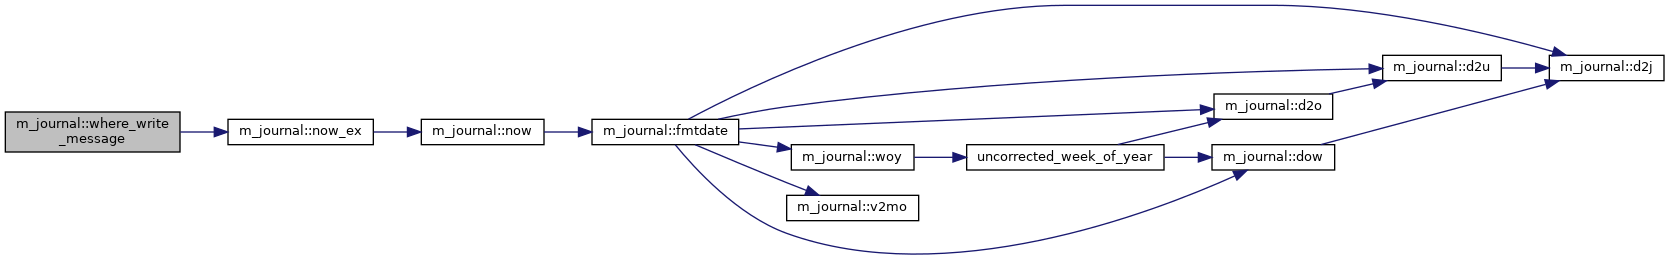 m_journal::where_write
_message
m_journal::now_ex
m_journal::now
m_journal::fmtdate
m_journal::d2j
m_journal::d2u
m_journal::d2o
m_journal::woy
uncorrected_week_of_year
m_journal::dow
m_journal::v2mo